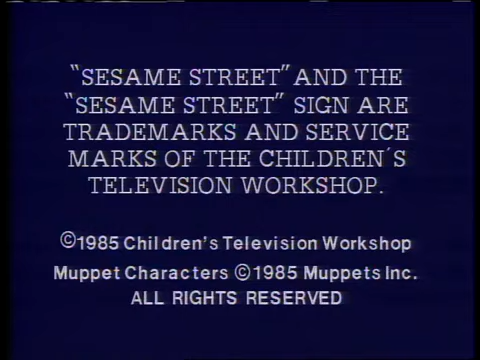 "SESAME STREET" AND THE
"SESAME STREET" SIGN ARE
TRADEMARKS AND SERVICE
MARKS OF THE CHILDREN'S
TELEVISION WORKSHOP.
©1985 Children's Television Workshop
Muppet Characters ©1985 Muppets Inc.
ALL RIGHTS RESERVED